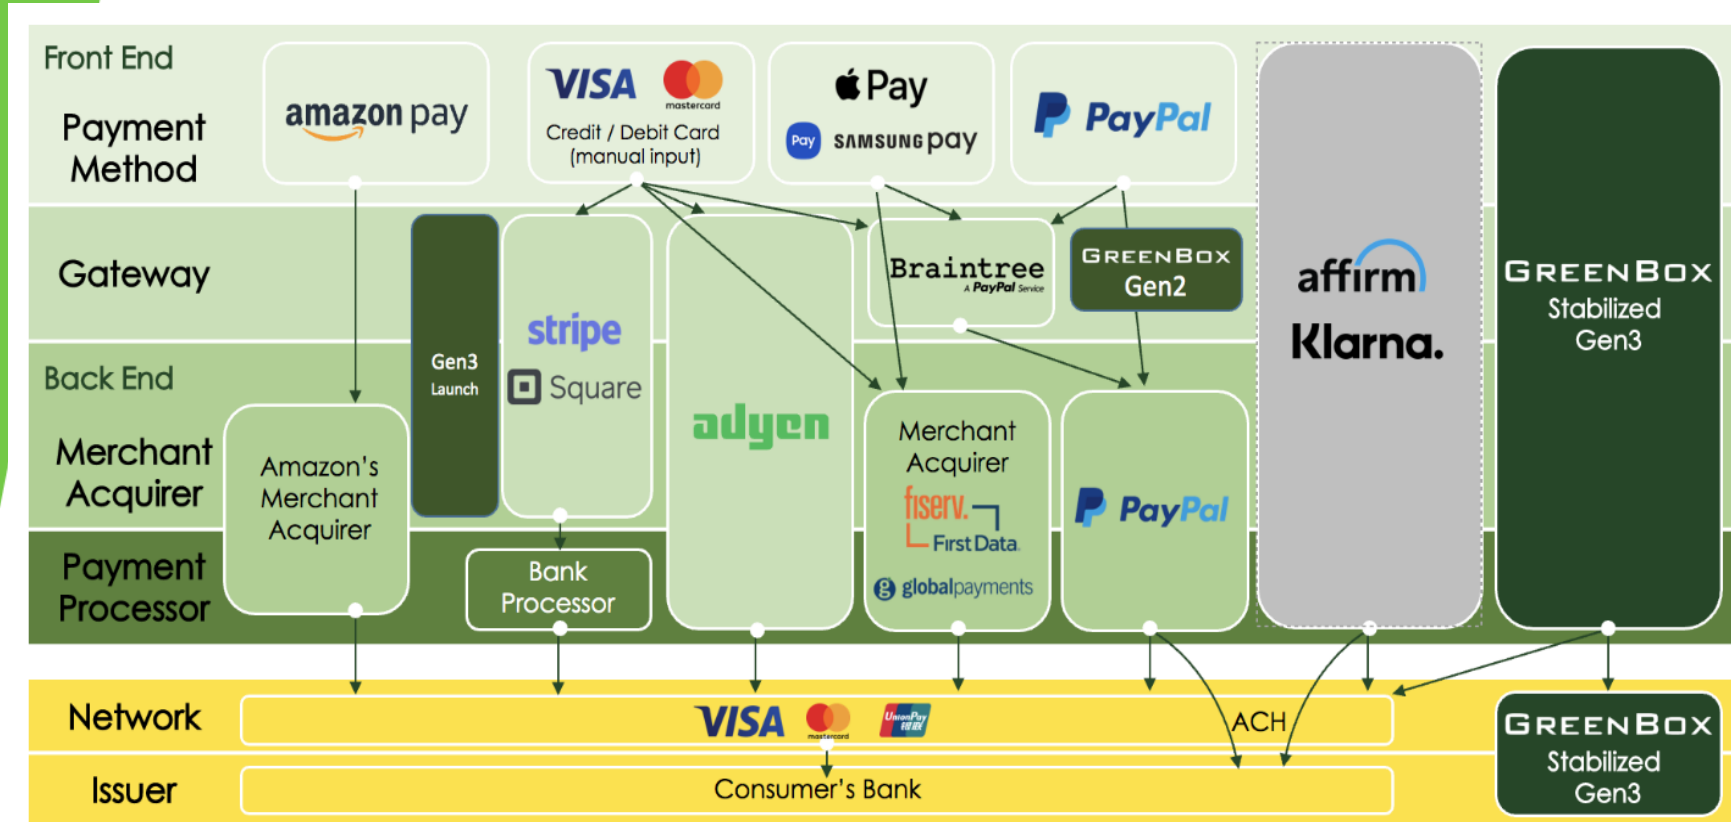 Front End
Payment
Method
amazon pay
VISA
mastercard
Credit / Debit Card
(manual input)
Pay
Pay SAMSUNG pay
PayPal
Gateway
Gen3
Launch
stripe
Square
adyen
Braintree
A PayPal Service
GREENBOX
Gen2
affirm
Klarna.
GREENBOX
Stabilized
Gen3
Back End
Merchant
Acquirer
Amazon's
Merchant
Acquirer
Merchant
Acquirer
fiserv.
First Data.
globalpayments
PayPal
Payment
Processor
Bank
Processor
Network
VISA
mastercard
UnionPay
银联
ACH
GREENBOX
Stabilized
Gen3
Issuer
Consumer's Bank